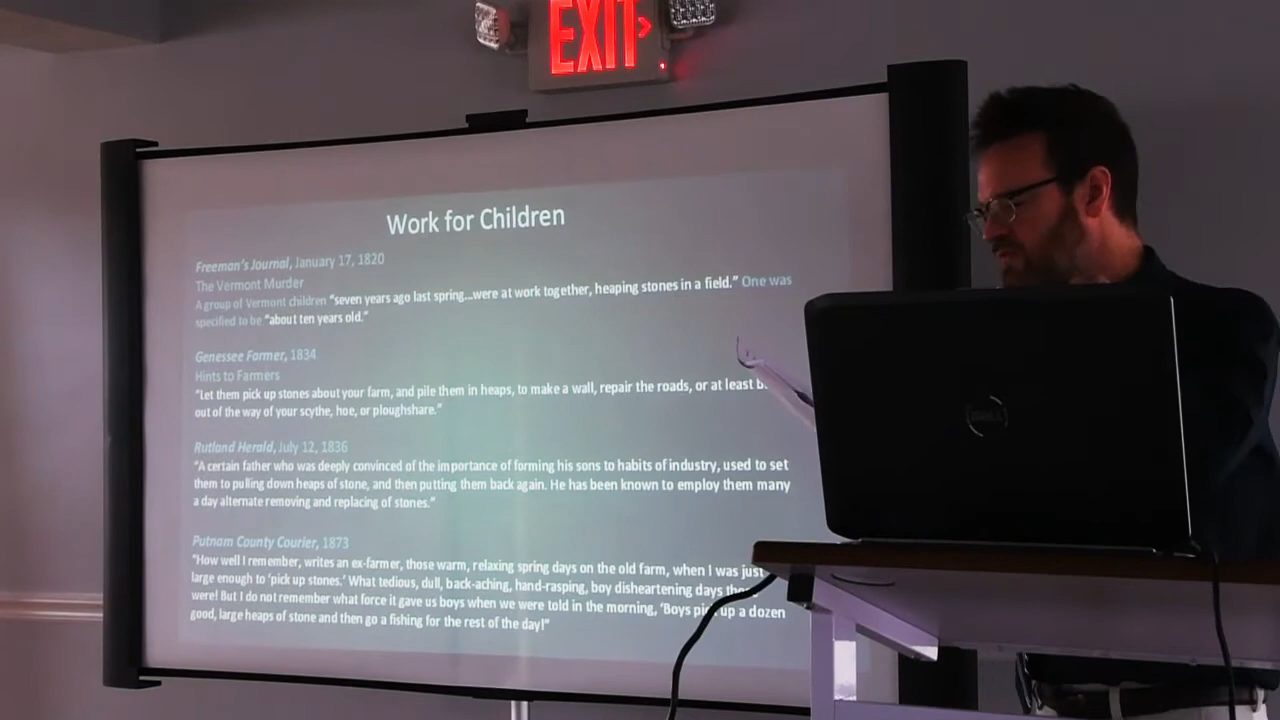 EXIT
Work for Children
Freeman's Journal, January 17, 1820
The Vermont Murder
A group of Vermont children "seven years ago last spring...were at work together, heaping stones in a field." One was
specified to be "about ten years old."
Genessee Farmer, 1834
Hints to Farmers
"Let them pick up stones about your farm, and pile them in heaps, to make a wall, repair the roads, or at least
out of the way of your scythe, hoe, or ploughshare."
Rutland Herald, July 12, 1836
"A certain father who was deeply convinced of the importance of forming his sons to habits of industry, used to set
them to pulling down heaps of stone, and then putting them back again. He has been known to employ them many
a day alternate removing and replacing of stones."
Putnam County Courier, 1873
"How well I remember, writes an ex-farmer, those warm, relaxing spring days on the old farm, when I was just
large enough to 'pick up stones.' What tedious, dull, back-aching, hand-rasping, boy disheartening days
were! But I do not remember what force it gave us boys when we were told in the morning, 'Boys up a dozen
good, large heaps of stone and then go a fishing for the rest of the day!"
DELL